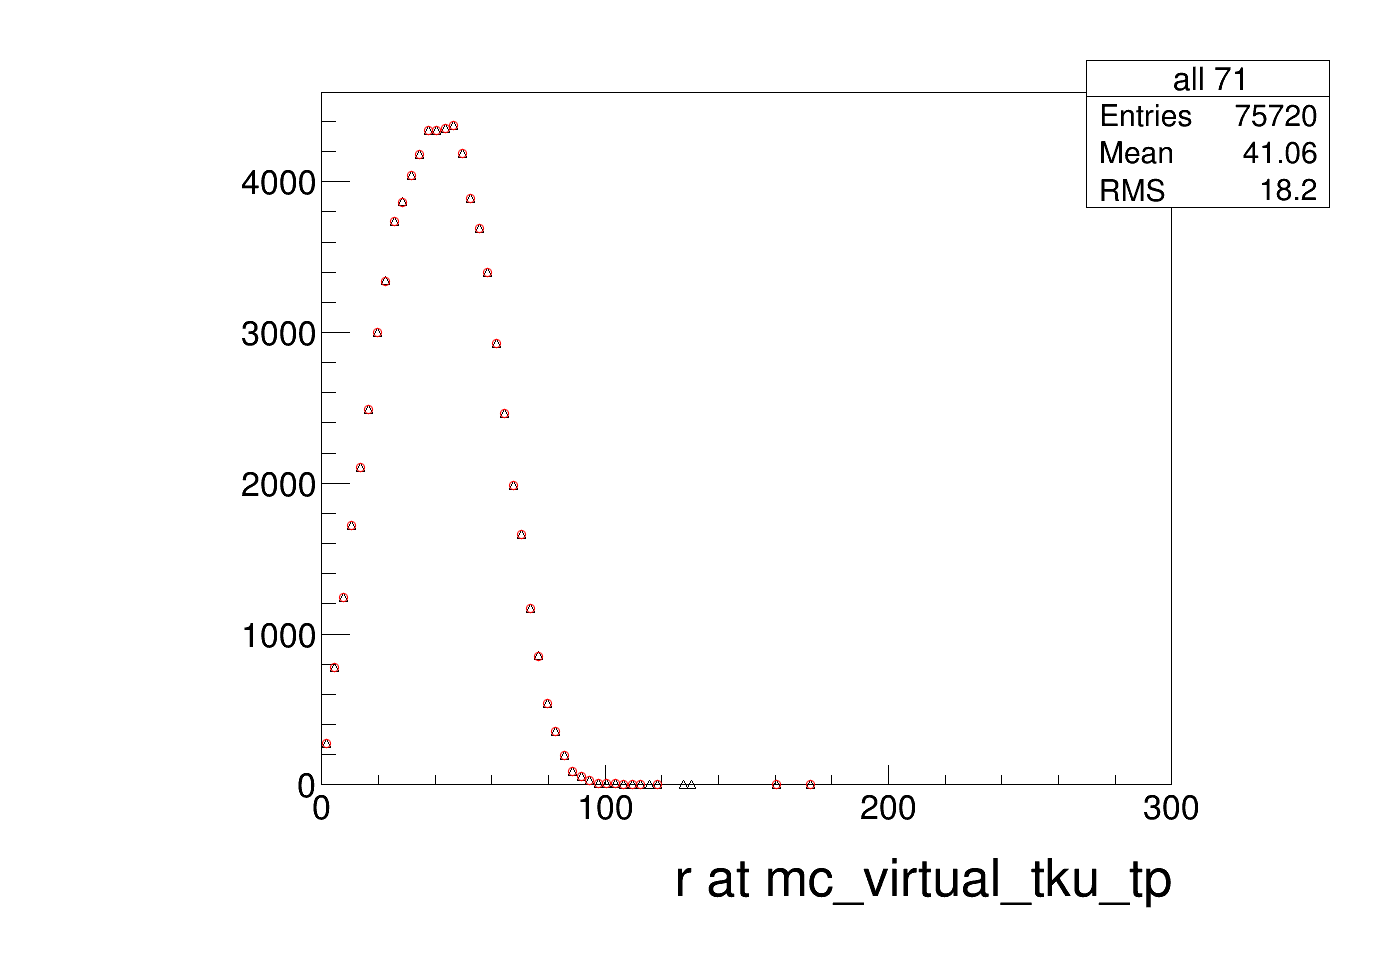 all 71
Entries 75720
Mean 41.06
RMS 18.2
4000
3000
2000
1000
0
0 100 200 300
r at mc_virtual_tku_tp